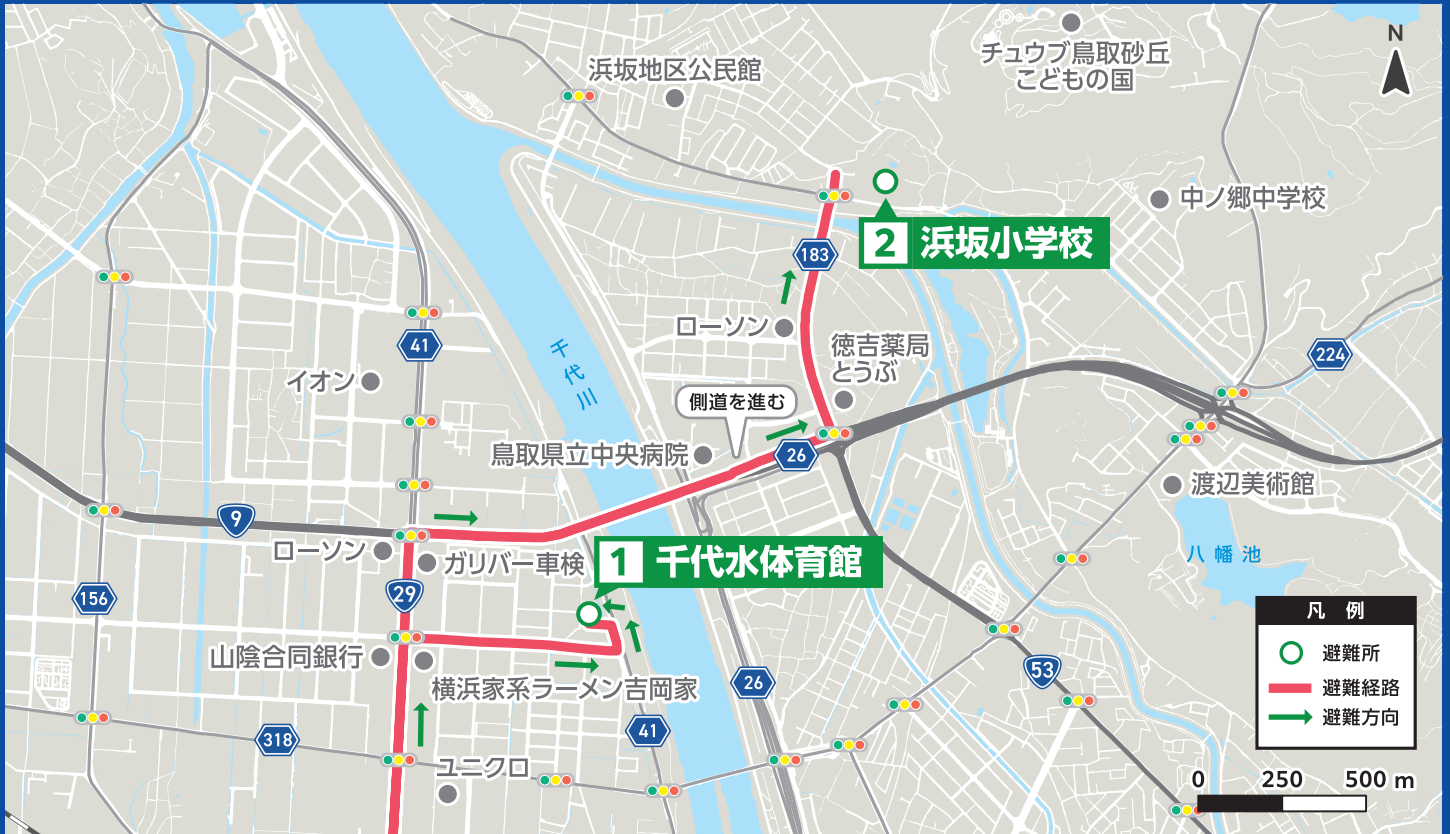 浜坂地区公民館
チュウブ鳥取砂丘
こどもの国
N
中ノ郷中学校
2 浜坂小学校
183
ローソン
徳吉薬局
とうぶ
41
224
イオン
千代川
側道を進む
鳥取県立中央病院
26
渡辺美術館
9
ローソン
ガリバー車検
1 千代水体育館
八幡池
156
29
山陰合同銀行
横浜家系ラーメン吉岡家
26
53
318
41
ユニクロ
凡 例
避難所
避難経路
避難方向
0 250 500 m